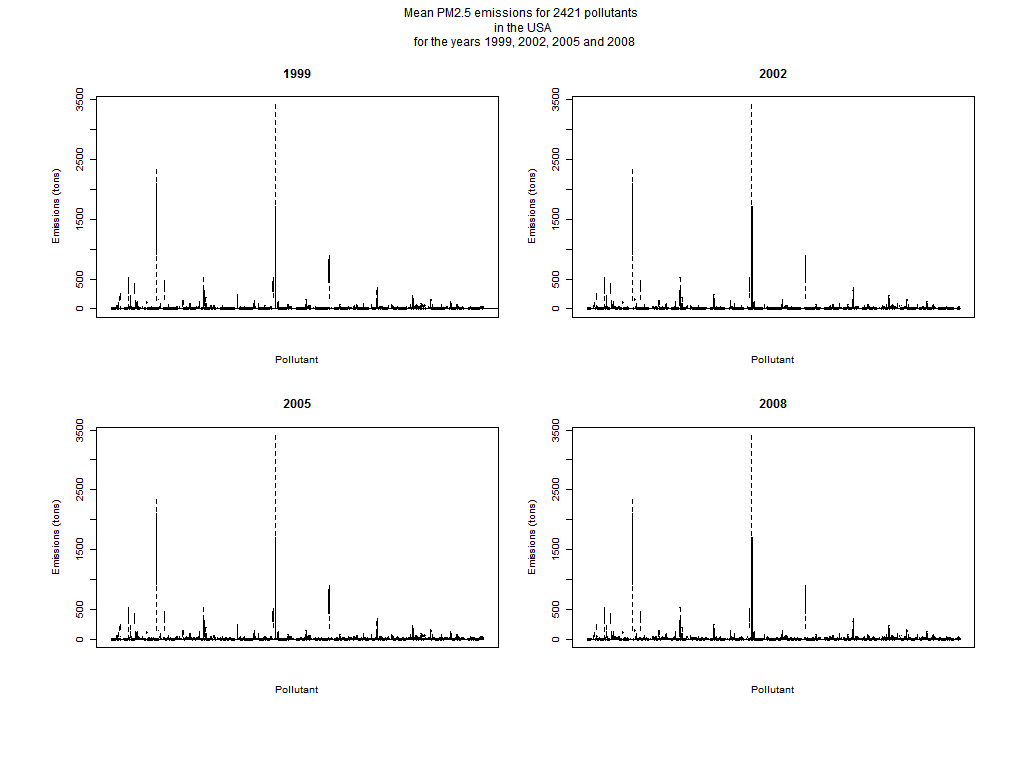 Mean PM2.5 emissions for 2421 pollutants
in the USA
for the years 1999, 2002, 2005 and 2008
1999
Emissions (tons)
3500
2500
1500
500
0
Pollutant
2002
Emissions (tons)
3500
2500
1500
500
0
Pollutant
2005
Emissions (tons)
3500
2500
1500
500
0
Pollutant
2008
Emissions (tons)
3500
2500
1500
500
0
Pollutant